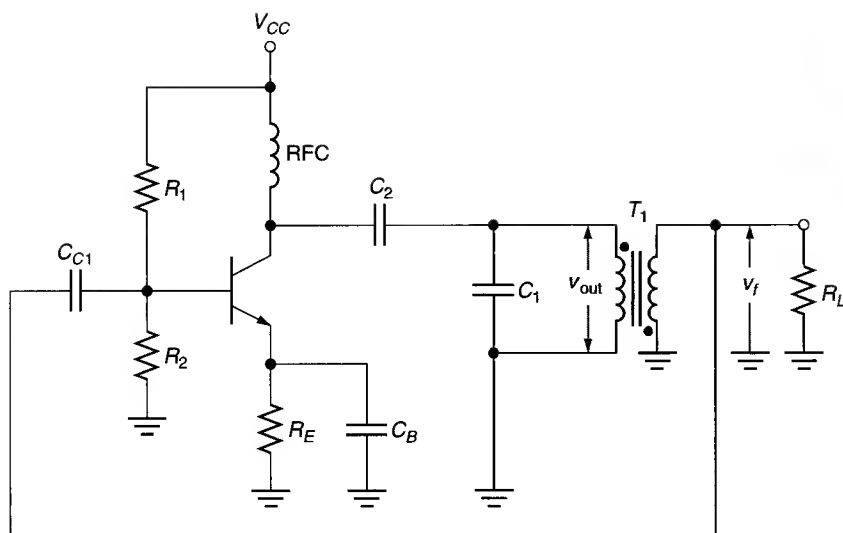 V_CC
RFC
R_1
C_2
T_1
C_C1
C_1
v_out
v_f
R_L
R_2
R_E
C_B